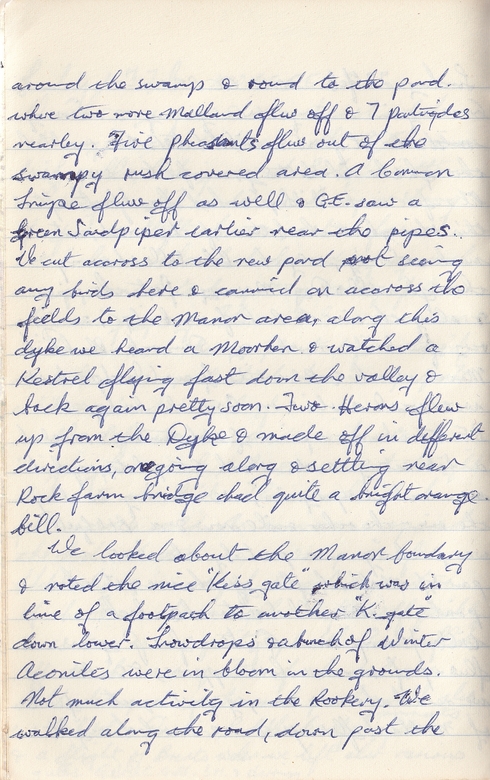 around the swamp & round to the pond.
where two more Mallard flew off & 7 Partridges
nearby. Five pheasants flew out of the
swampy rush covered area. A Common
Snipe flew off as well & G.E. saw a
Green Sandpiper earlier near the pipes.
We cut accross to the new pond not seeing
any birds here & carried on accross the
fields to the Manor area, along this
dyke we heard a Moorhen & watched a
Kestrel flying fast down the valley &
back again pretty soon. Two Herons flew
up from the Dyke & made off in different
directions, one going along & settling near
Rock farm bridge had quite a bright orange
bill.
We looked about the Manor boundary
& noted the nice "Kiss gate" which was in
line of a footpath to another "K. gate"
down lower. Snowdrops & a bunch of Winter
Aconites were in bloom in the grounds.
Not much activity in the Rookery. We
walked along the road, down past the